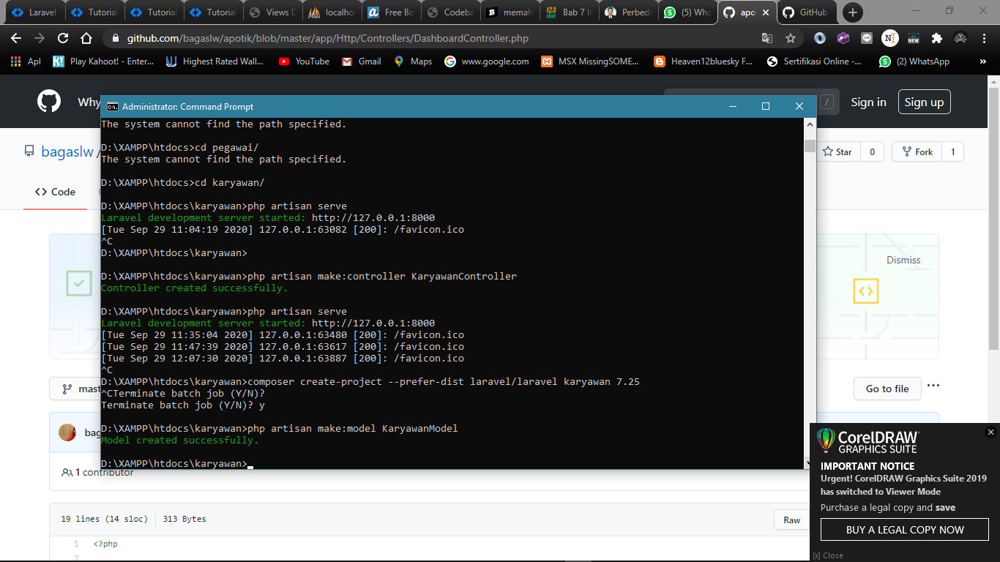 Laravel
Tutorial
Tutorial
Tutorial
Views D
localhos
Free Bo
Codeba
memah
Bab 7 Ir
Perbeda
(5) Wha
apo
GitHub
github.com/bagaslw/apotik/blob/master/app/Http/Controllers/DashboardController.php
Apl
Play Kahoot! - Enter...
Highest Rated Wall...
YouTube
Gmail
Maps
www.google.com
MSX MissingSOME...
Heaven12bluesky F...
Sertifikasi Online -...
(2) WhatsApp
»
Why
/
Sign in
Sign up
Administrator: Command Prompt
bagaslw /
Star 0
Fork 1
<> Code
The system cannot find the path specified.
D:\XAMPP\htdocs>cd pegawai/
The system cannot find the path specified.
D:\XAMPP\htdocs>cd karyawan/
D:\XAMPP\htdocs\karyawan>php artisan serve
Laravel development server started: http://127.0.0.1:8000
[Tue Sep 29 11:04:19 2020] 127.0.0.1:63082 [200]: /favicon.ico
^C
D:\XAMPP\htdocs\karyawan>
D:\XAMPP\htdocs\karyawan>php artisan make:controller KaryawanController
Controller created successfully.
D:\XAMPP\htdocs\karyawan>php artisan serve
Laravel development server started: http://127.0.0.1:8000
[Tue Sep 29 11:35:04 2020] 127.0.0.1:63480 [200]: /favicon.ico
[Tue Sep 29 11:47:39 2020] 127.0.0.1:63617 [200]: /favicon.ico
[Tue Sep 29 12:07:30 2020] 127.0.0.1:63887 [200]: /favicon.ico
^C
D:\XAMPP\htdocs\karyawan>composer create-project --prefer-dist laravel/laravel karyawan 7.25
^CTerminate batch job (Y/N)?
Terminate batch job (Y/N)? y
D:\XAMPP\htdocs\karyawan>php artisan make:model KaryawanModel
Model created successfully.
D:\XAMPP\htdocs\karyawan>
Dismiss
mast
Go to file
...
bag
1 contributor
19 lines (14 sloc)
313 Bytes
Raw
1 <?php
2
CorelDRAW
GRAPHICS SUITE
IMPORTANT NOTICE
Urgent! CorelDRAW Graphics Suite 2019
has switched to Viewer Mode
Purchase a legal copy and save
BUY A LEGAL COPY NOW
[x] Close